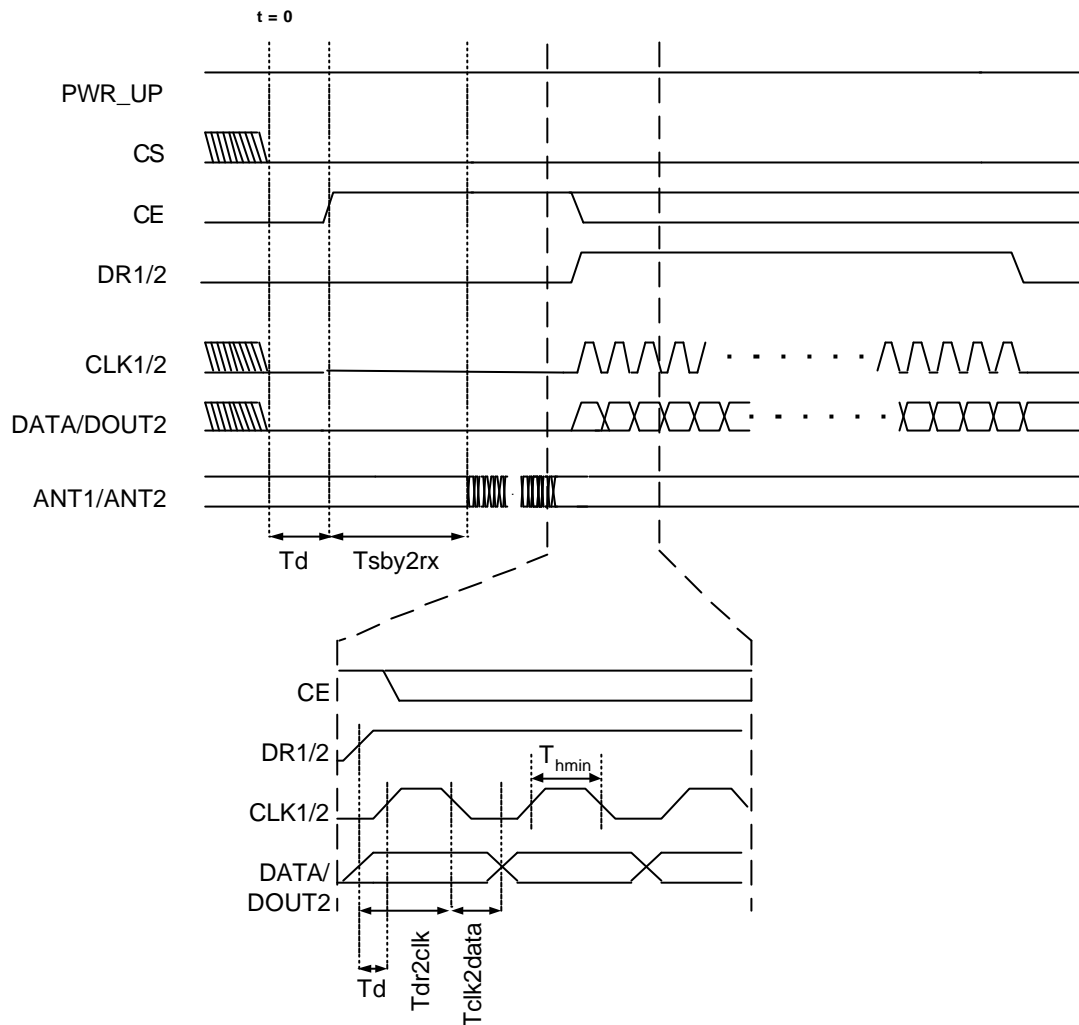 t = 0
PWR_UP
CS
CE
DR1/2
CLK1/2
DATA/DOUT2
ANT1/ANT2
Td
Tsby2rx
CE
DR1/2
Thmin
CLK1/2
DATA/
DOUT2
Td
Tdr2clk
Tclk2data